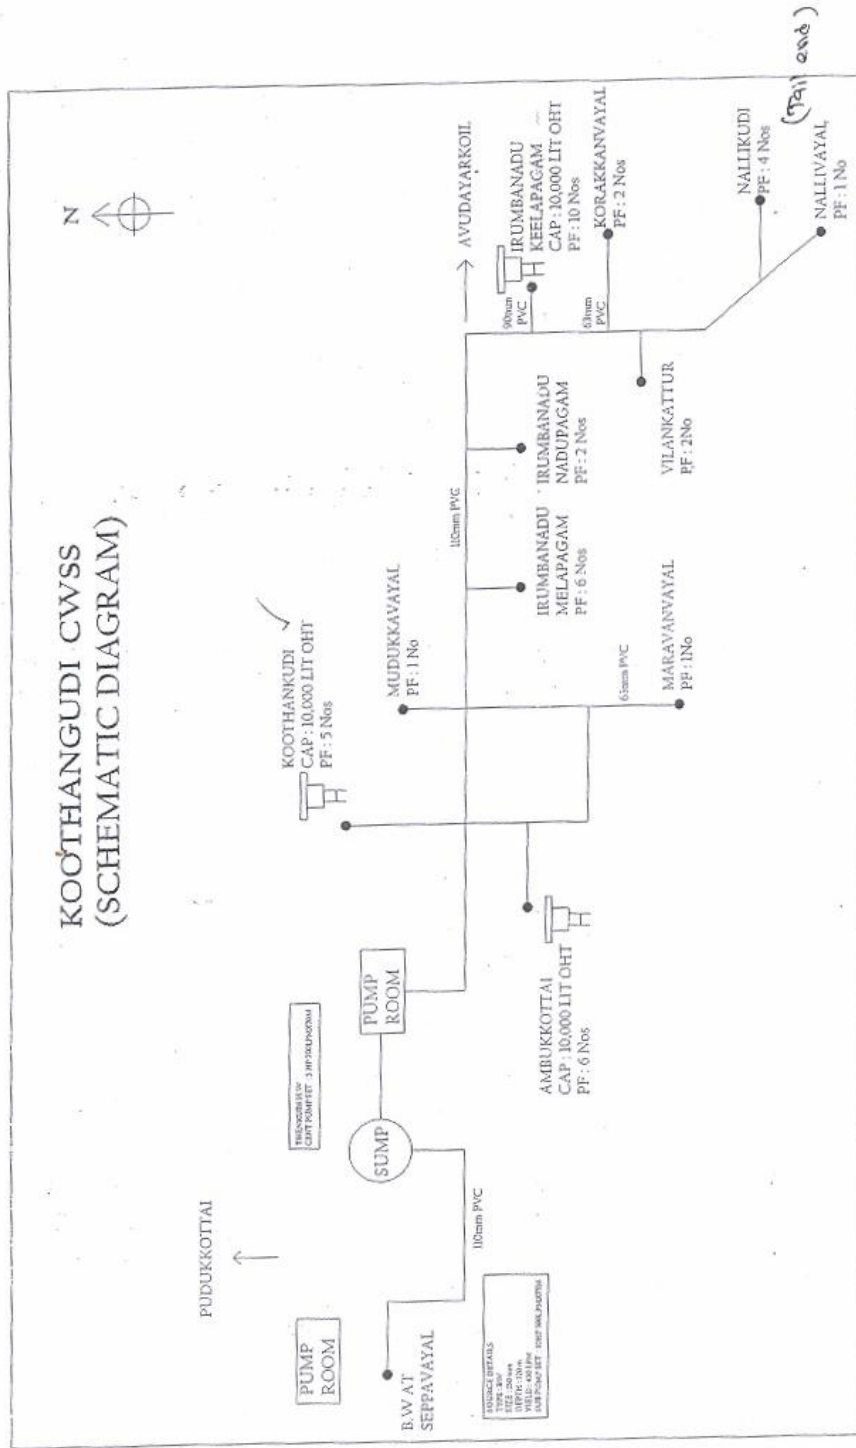 KOOTHANGUDI CWSS
(SCHEMATIC DIAGRAM)
N
PUDUKKOTTAI
PUMP
ROOM
B.W AT
SEPPAVAYAL
SOURCE DETAILS
110mm PVC
SUMP
PUMP
ROOM
AMBUKKOTTAI
CAP : 10,000 LIT OHT
PF : 6 Nos
KOOTHANKUDI
CAP : 10,000 LIT OHT
PF : 5 Nos
MUDUKKAVAYAL
PF : 1 No
63mm PVC
MARAVANVAYAL
PF : 1No
110mm PVC
IRUMBANADU
MELAPAGAM
PF : 6 Nos
IRUMBANADU
NADUPAGAM
PF : 2 Nos
AVUDAYARKOIL
90mm
PVC
IRUMBANADU
KEELAPAGAM
CAP : 10,000 LIT OHT
PF : 10 Nos
63mm
PVC
KORAKKANVAYAL
PF : 2 Nos
VILANKATTUR
PF : 2No
NALLIKUDI
PF : 4 Nos
NALLIVAYAL
PF : 1 No
(Tail end)